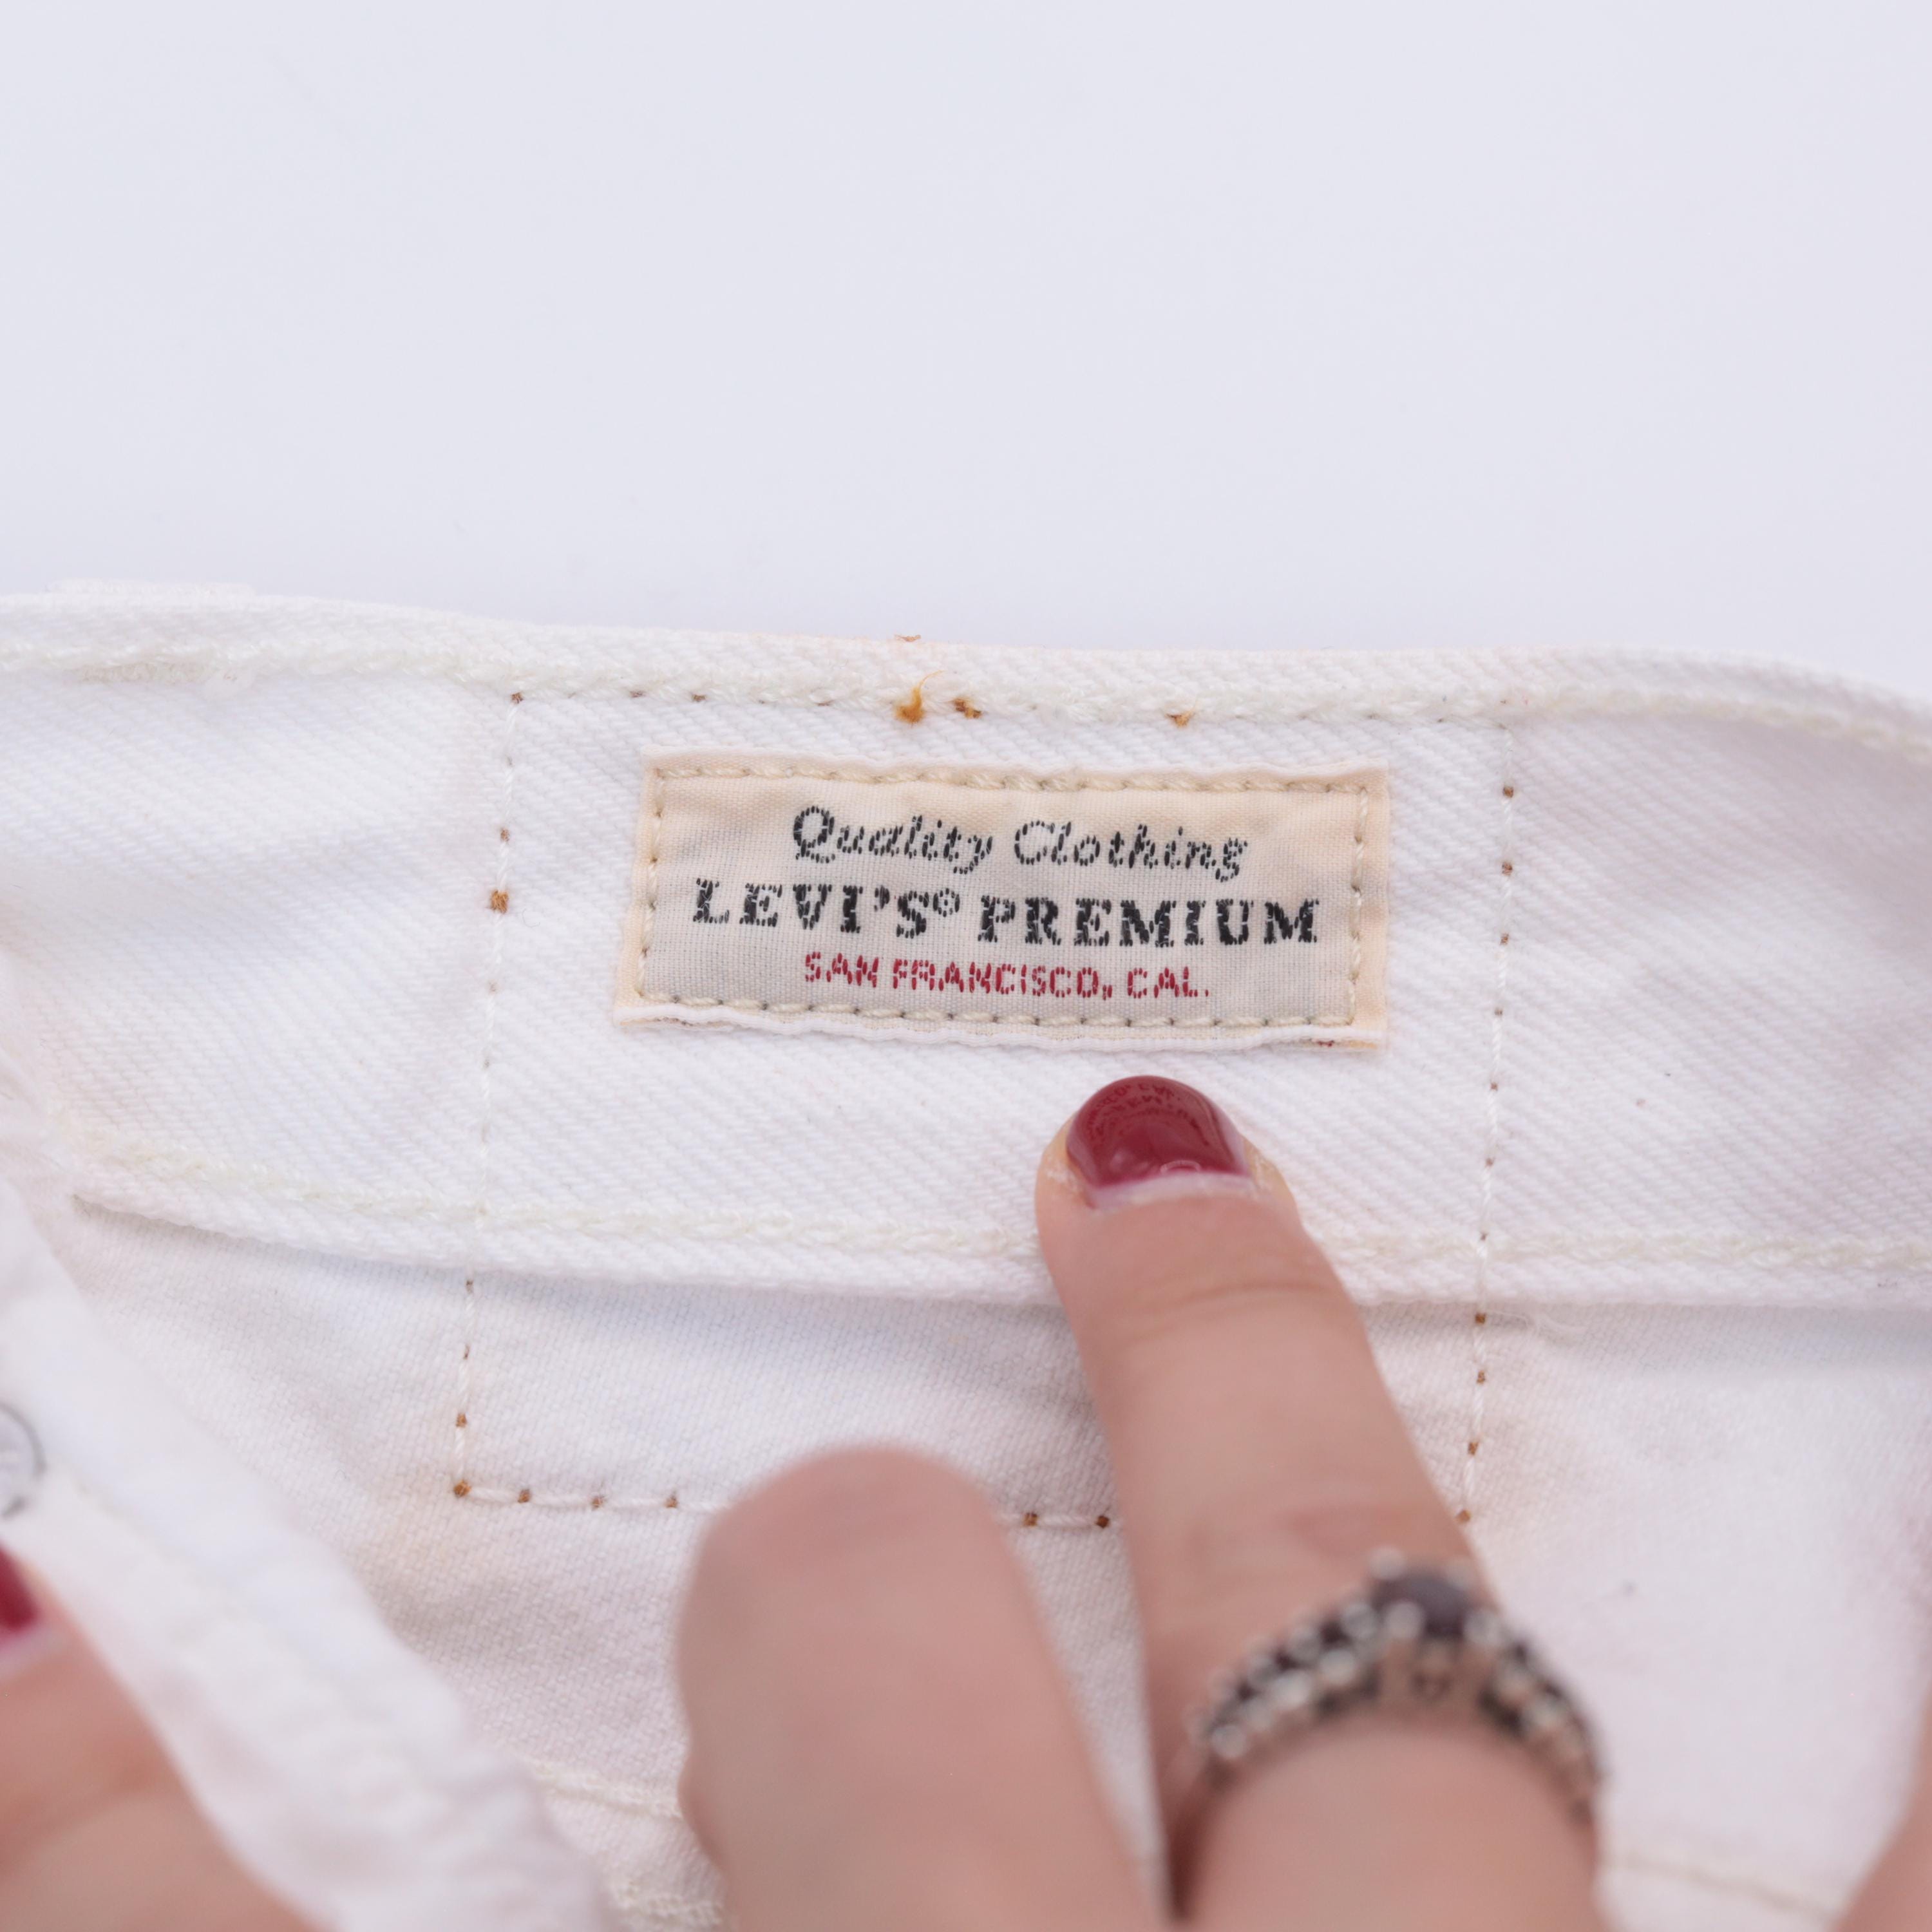 Quality Clothing
LEVI'S® PREMIUM
SAN FRANCISCO, CAL.